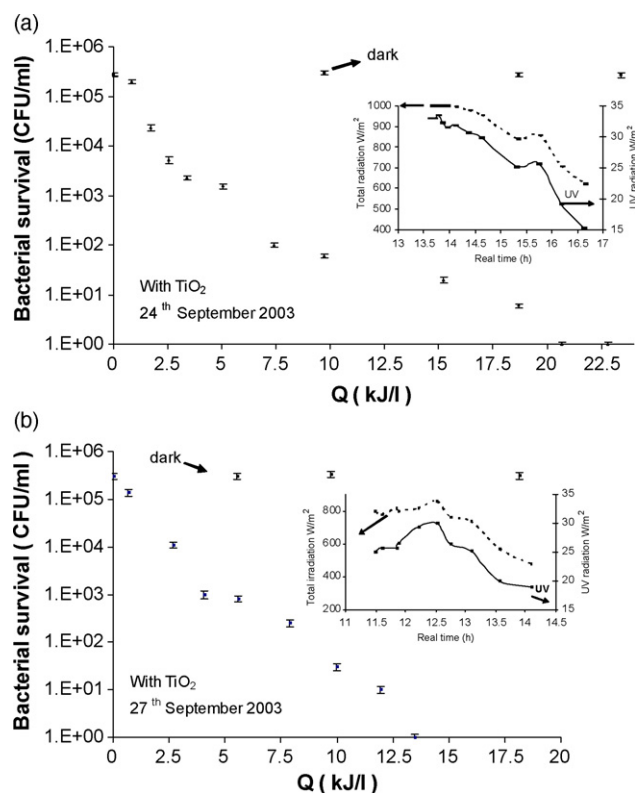 (a)
1.E+06
1.E+05
1.E+04
1.E+03
1.E+02
1.E+01
1.E+00
Bacterial survival (CFU/ml)
dark
1000
900
800
700
600
500
400
Total radiation W/m²
35
30
25
20
15
UV radiation W/m²
UV
13 13.5 14 14.5 15 15.5 16 16.5 17
Real time (h)
With TiO₂
24 th September 2003
0 2.5 5 7.5 10 12.5 15 17.5 20 22.5
Q ( kJ/l )
(b)
1.E+06
1.E+05
1.E+04
1.E+03
1.E+02
1.E+01
1.E+00
Bacterial survival ( CFU/ml)
dark
800
600
400
200
Total irradiation W/m²
35
30
25
20
15
UV radiation W/m²
UV
11 11.5 12 12.5 13 13.5 14 14.5
Real time (h)
With TiO₂
27 th September 2003
0 2.5 5 7.5 10 12.5 15 17.5 20
Q ( kJ/l )